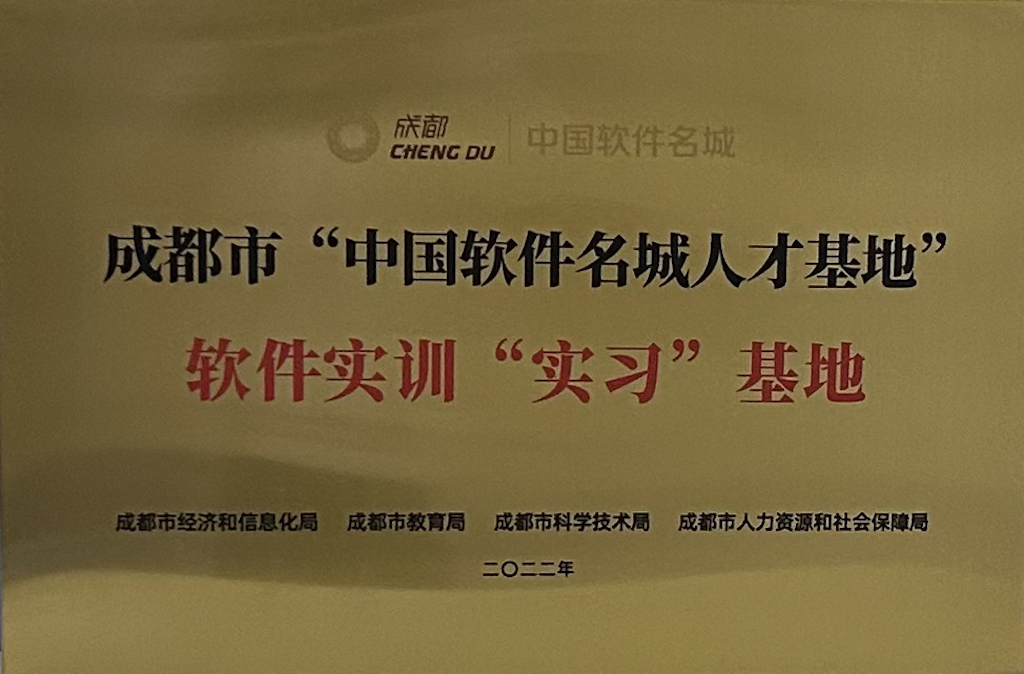 成都
CHENG DU
中国软件名城
成都市“中国软件名城人才基地”
软件实训“实习”基地
成都市经济和信息化局 成都市教育局 成都市科学技术局 成都市人力资源和社会保障局
二〇二二年